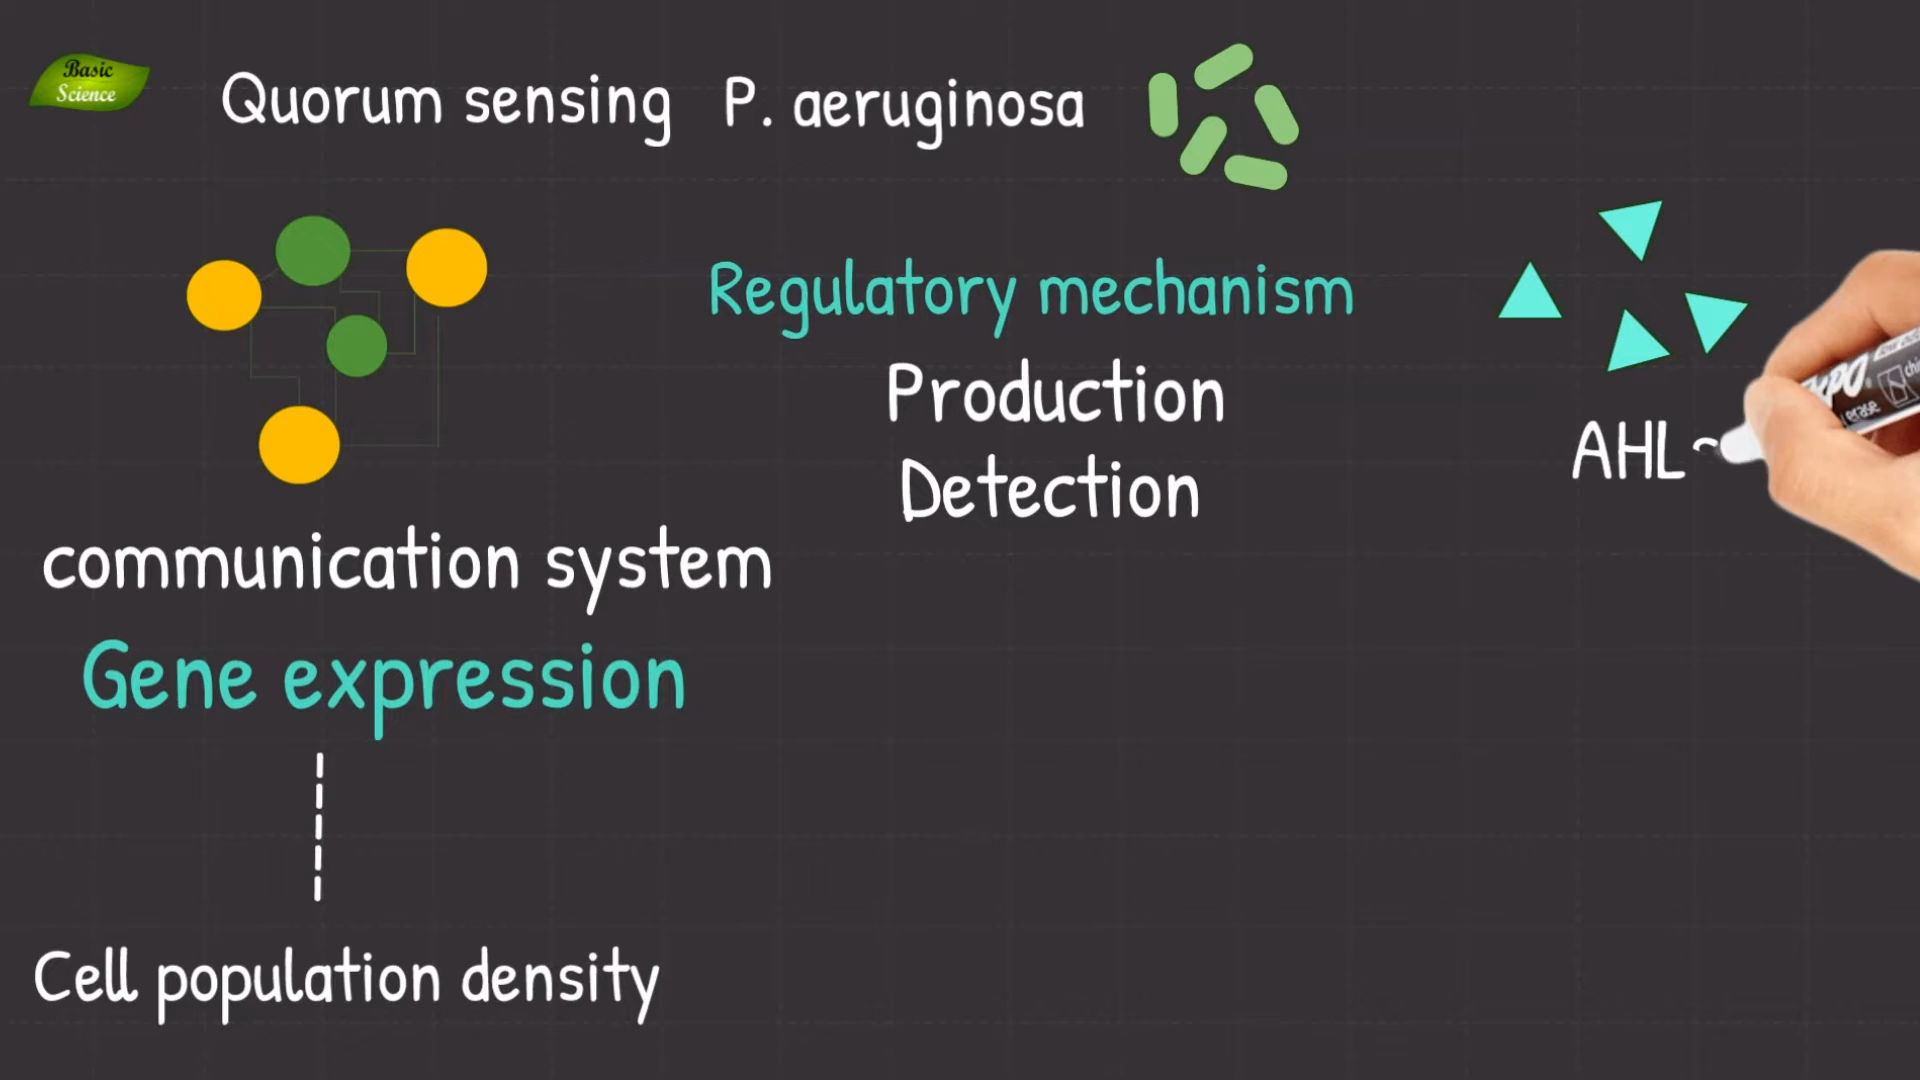 Basic
Science
Quorum sensing P. aeruginosa
Regulatory mechanism
Production
Detection
AHL
communication system
Gene expression
Cell population density